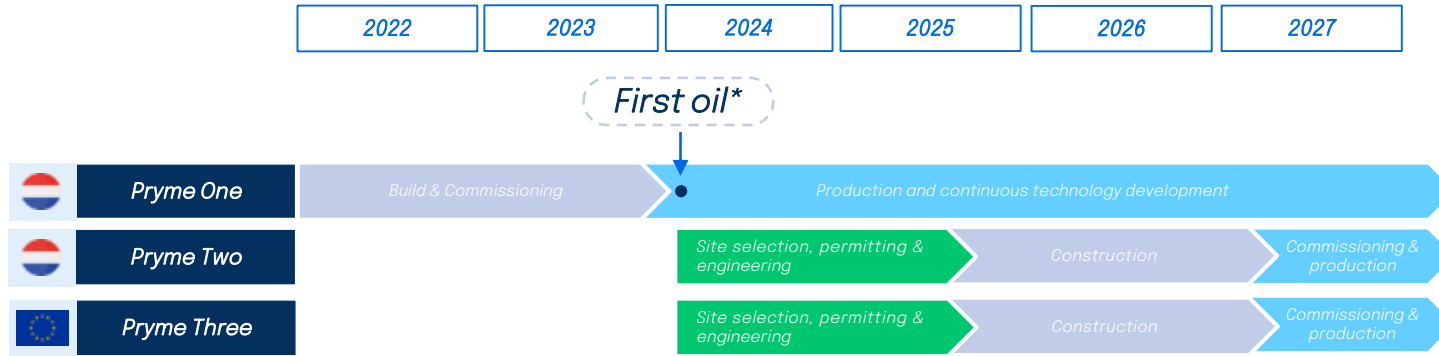 2022
2023
2024
2025
2026
2027
First oil*
Pryme One
Build & Commissioning
Production and continuous technology development
Pryme Two
Site selection, permitting &
engineering
Construction
Commissioning &
production
Pryme Three
Site selection, permitting &
engineering
Construction
Commissioning &
production